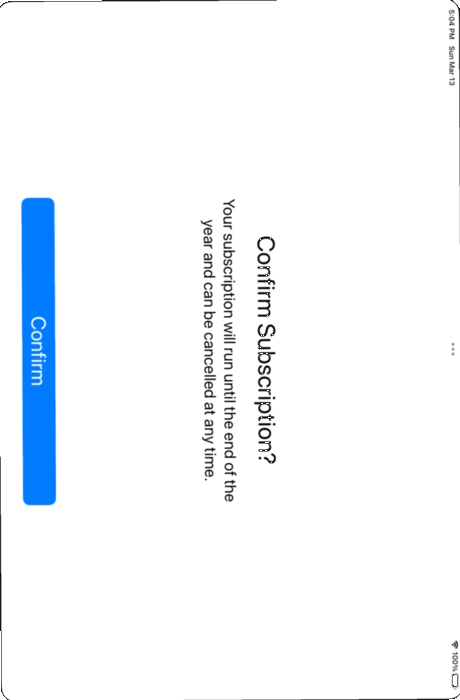 5:04 PM Sun Mar 13
100%
Confirm Subscription?
Your subscription will run until the end of the
year and can be cancelled at any time.
Confirm